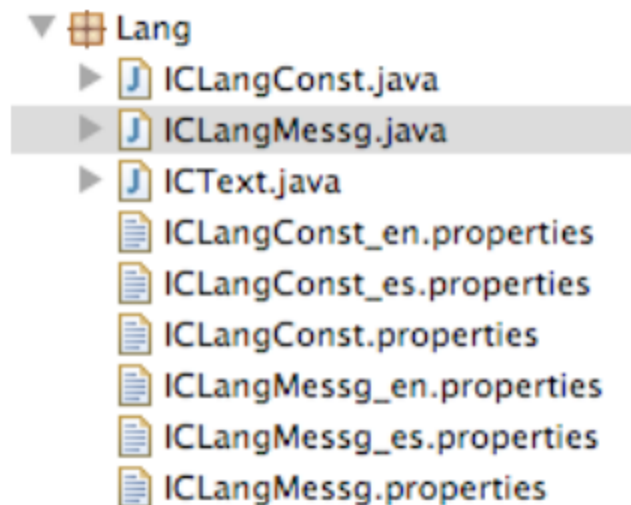 Lang
ICLangConst.java
ICLangMessg.java
ICText.java
ICLangConst_en.properties
ICLangConst_es.properties
ICLangConst.properties
ICLangMessg_en.properties
ICLangMessg_es.properties
ICLangMessg.properties